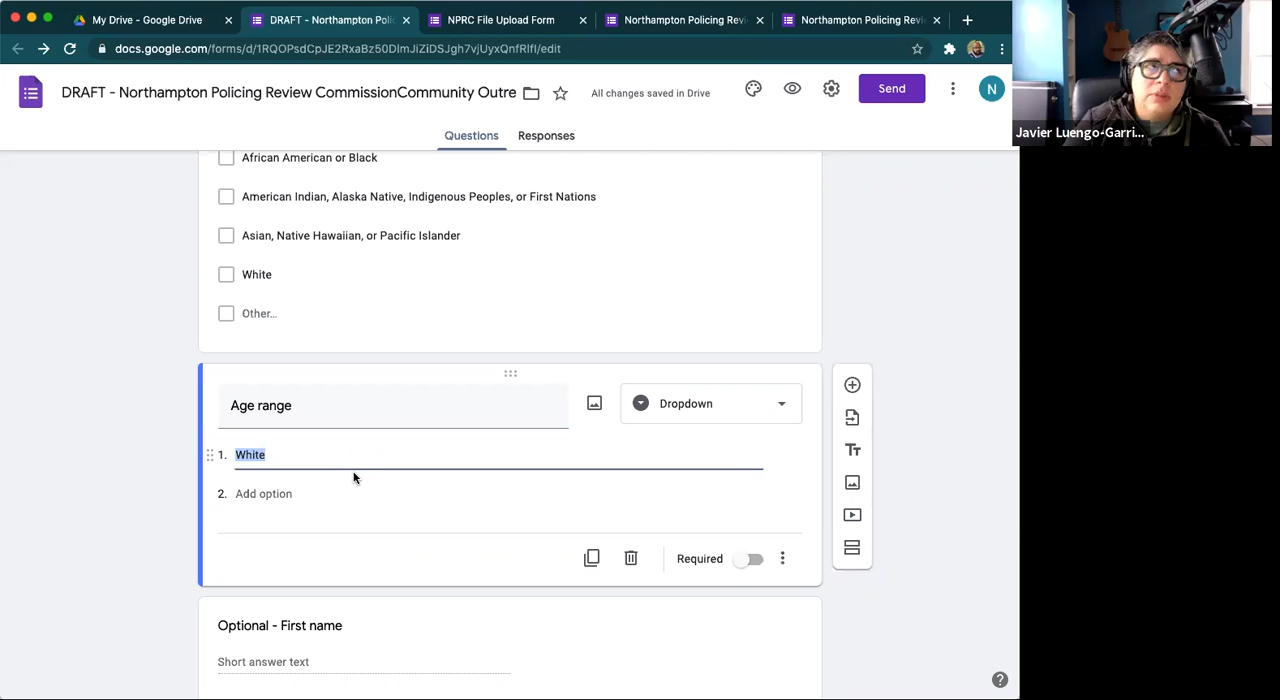 My Drive - Google Drive
DRAFT - Northampton Polic
NPRC File Upload Form
Northampton Policing Revi
Northampton Policing Revi
docs.google.com/forms/d/1RQOPsdCpJE2RxaBz50DlmJiZiDSJgh7vjUyxQnfRlfI/edit
DRAFT - Northampton Policing Review CommissionCommunity Outre
All changes saved in Drive
Send
N
Javier Luengo-Garri...
Questions
Responses
African American or Black
American Indian, Alaska Native, Indigenous Peoples, or First Nations
Asian, Native Hawaiian, or Pacific Islander
White
Other...
Age range
Dropdown
1. White
2. Add option
Tт
Required
Optional - First name
Short answer text